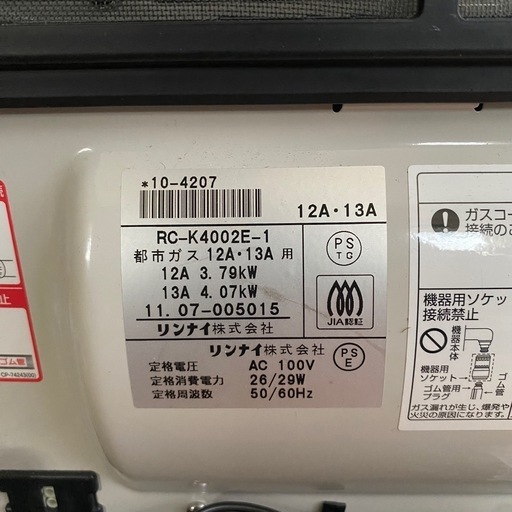 *10-4207
12A・13A
RC-K4002E-1
都市ガス 12A・13A 用
12A 3.79kW
13A 4.07kW
11.07-005015
リンナイ株式会社
PS
TG
JIA認証
リンナイ株式会社
定格電圧 AC 100V
定格消費電力 26/29W
定格周波数 50/60Hz
PS
E
ガスコー
接続のこ
機器用ソケッ
接続禁止
機器本体
機器用
ソケット
ゴム管用
プラグ
ゴム管
ガス漏れが生じ、爆発や
火災の原因になります。
ゴム管
CP-74243(00)